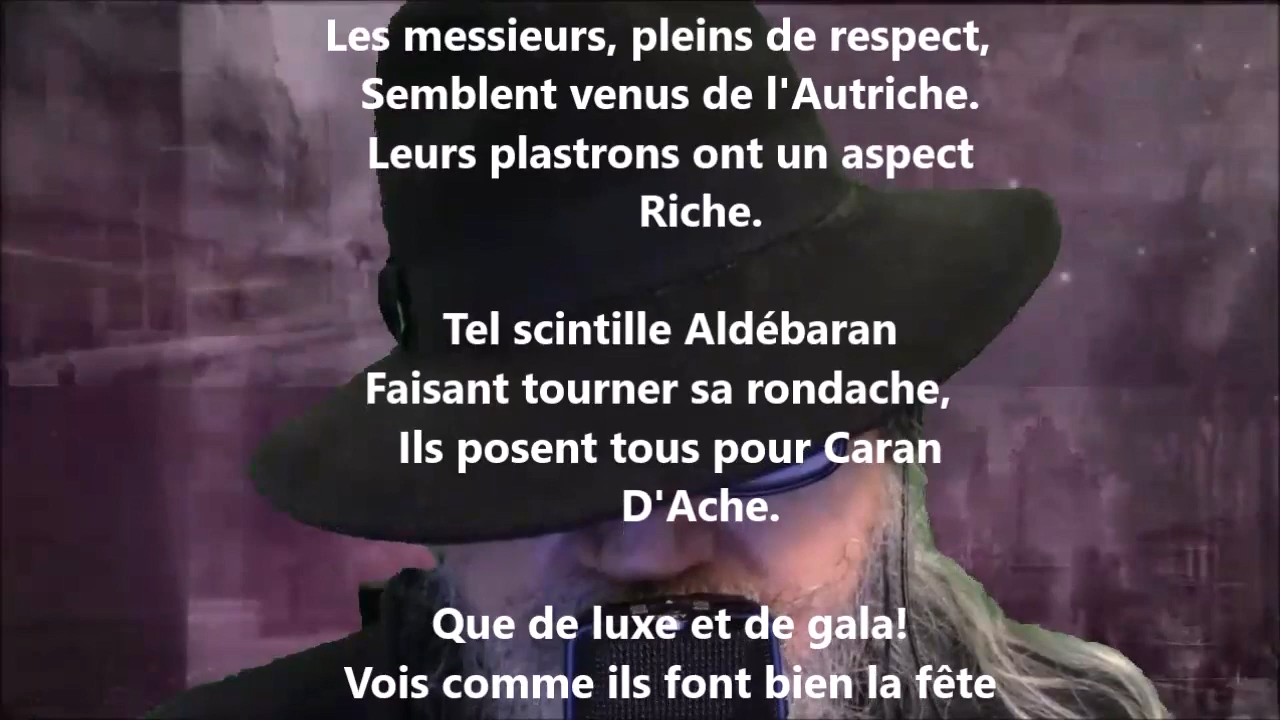 Les messieurs, pleins de respect,
Semblent venus de l'Autriche.
Leurs plastrons ont un aspect
Riche.
Tel scintille Aldébaran
Faisant tourner sa rondache,
Ils posent tous pour Caran
D'Ache.
Que de luxe et de gala!
Vois comme ils font bien la fête